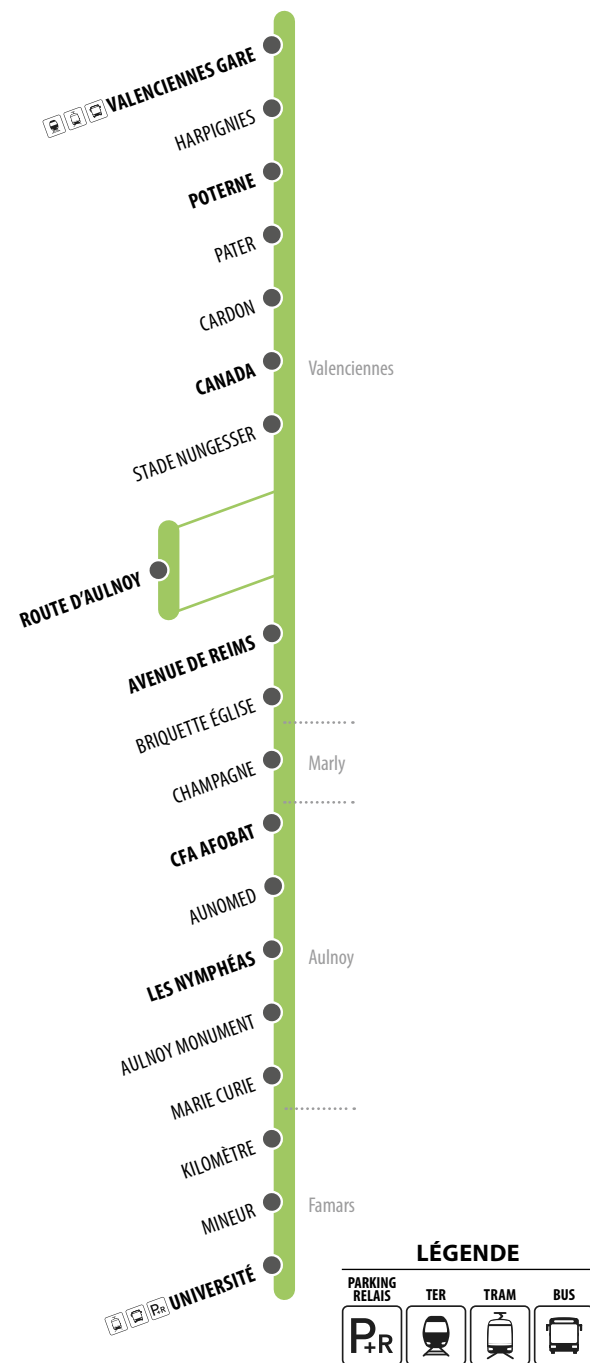 VALENCIENNES GARE
HARPIGNIES
POTERNE
PATER
CARDON
CANADA
Valenciennes
STADE NUNGESSER
ROUTE D'AULNOY
AVENUE DE REIMS
BRIQUETTE ÉGLISE
CHAMPAGNE
Marly
CFA AFOBAT
AUNOMED
LES NYMPHÉAS
Aulnoy
AULNOY MONUMENT
MARIE CURIE
KILOMÈTRE
MINEUR
Famars
P+R UNIVERSITÉ
LÉGENDE
PARKING
RELAIS
TER
TRAM
BUS
P+R